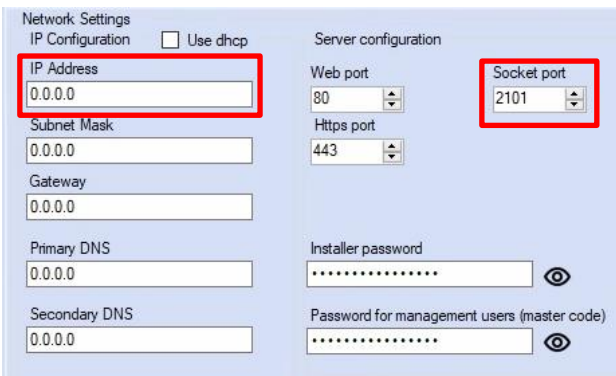 Network Settings
IP Configuration
Use dhcp
IP Address
0.0.0.0
Subnet Mask
0.0.0.0
Gateway
0.0.0.0
Primary DNS
0.0.0.0
Secondary DNS
0.0.0.0
Server configuration
Web port
80
Socket port
2101
Https port
443
Installer password
••••••••••••••••
Password for management users (master code)
••••••••••••••••